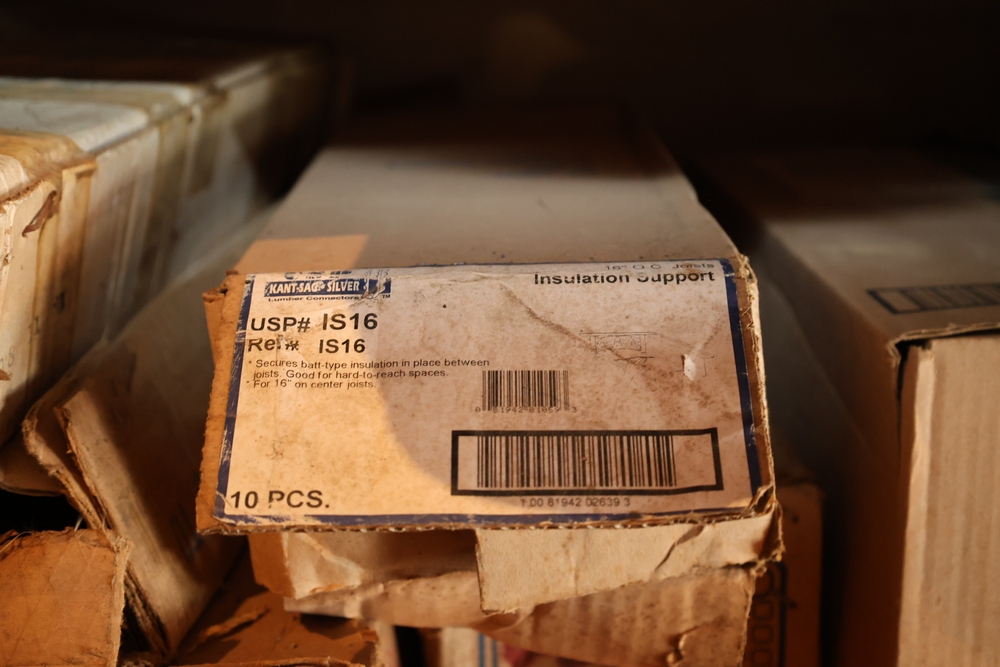 16" O.C. Joists
Insulation Support
KANT-SAG® SILVER
Lumber Connectors
TM
USP# IS16
Ref# IS16
* Secures batt-type insulation in place between
joists. Good for hard-to-reach spaces.
* For 16" on center joists.
10 PCS.
1 00 81942 02639 3